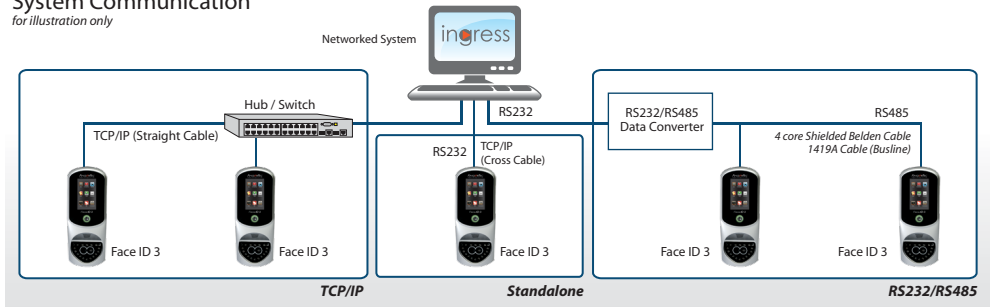 System Communication
for illustration only
Networked System
ingress
Hub / Switch
TCP/IP (Straight Cable)
RS232
RS232
TCP/IP
(Cross Cable)
RS232/RS485
Data Converter
RS485
4 core Shielded Belden Cable
1419A Cable (Busline)
Face ID 3
Face ID 3
Face ID 3
Face ID 3
Face ID 3
TCP/IP
Standalone
RS232/RS485